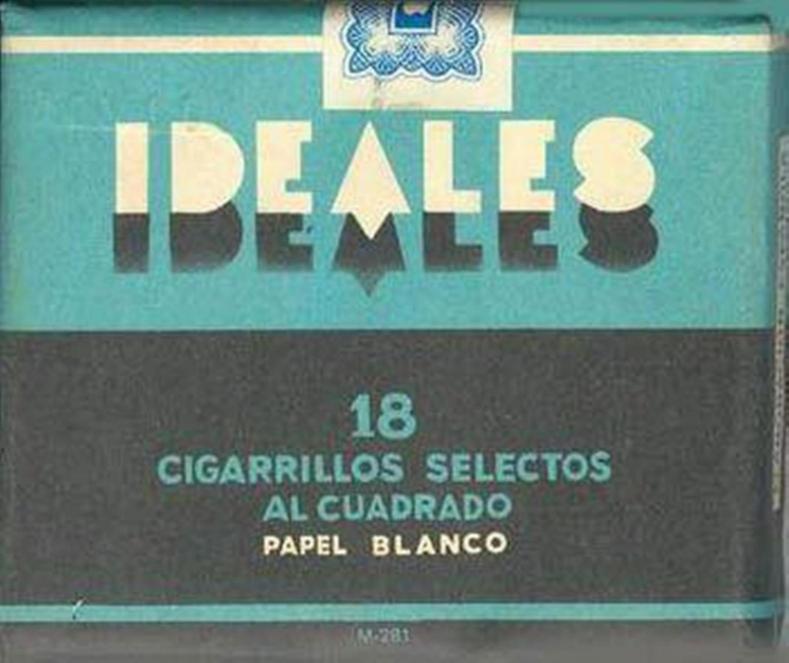 IDEALES
18
CIGARRILLOS SELECTOS
AL CUADRADO
PAPEL BLANCO
M-281